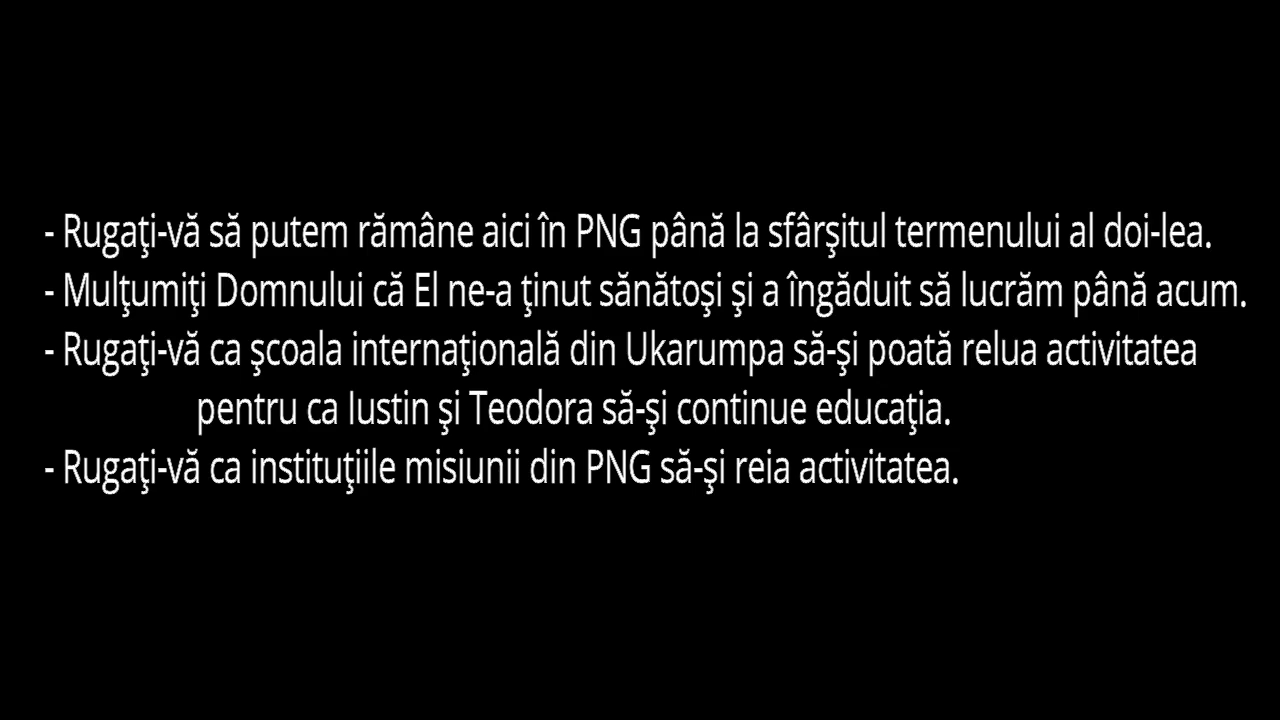 - Rugaţi-vă să putem rămâne aici în PNG până la sfârşitul termenului al doi-lea.
- Mulţumiţi Domnului că El ne-a ţinut sănătoşi şi a îngăduit să lucrăm până acum.
- Rugaţi-vă ca şcoala internaţională din Ukarumpa să-şi poată relua activitatea
pentru ca Iustin şi Teodora să-şi continue educaţia.
- Rugaţi-vă ca instituţiile misiunii din PNG să-şi reia activitatea.